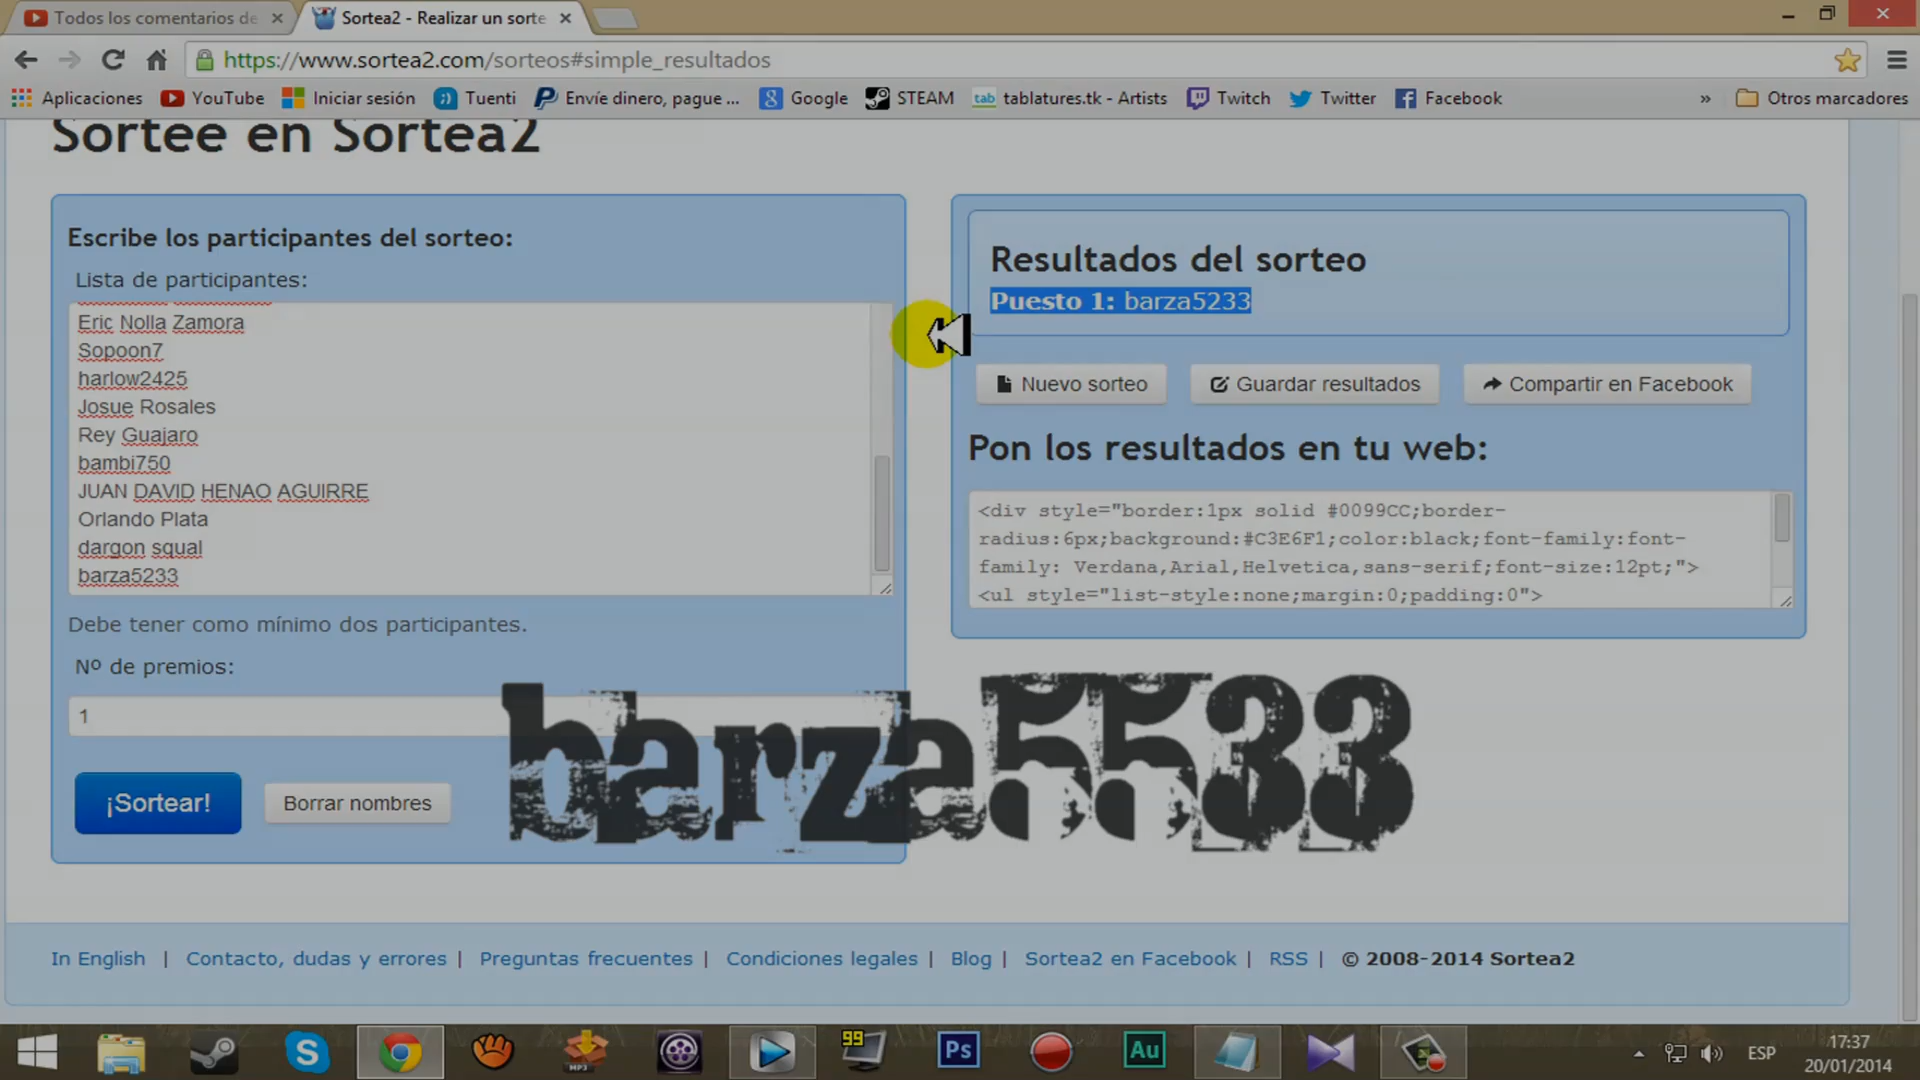 Todos los comentarios de
Sortea2 - Realizar un sorte
https://www.sortea2.com/sorteos#simple_resultados
Aplicaciones YouTube Iniciar sesión Tuenti Envíe dinero, pague ... Google STEAM tab tablatures.tk - Artists Twitch Twitter Facebook » Otros marcadores
Sortee en Sortea2
Escribe los participantes del sorteo:
Lista de participantes:
Eric Nolla Zamora
Sopoon7
harlow2425
Josue Rosales
Rey Guajaro
bambi750
JUAN DAVID HENAO AGUIRRE
Orlando Plata
dargon squal
barza5233
Debe tener como mínimo dos participantes.
Nº de premios:
1
¡Sortear! Borrar nombres
Resultados del sorteo
Puesto 1: barza5233
Nuevo sorteo Guardar resultados Compartir en Facebook
Pon los resultados en tu web:
<div style="border:1px solid #0099CC;border-
radius:6px;background:#C3E6F1;color:black;font-family:font-
family: Verdana,Arial,Helvetica,sans-serif;font-size:12pt;">
<ul style="list-style:none;margin:0;padding:0">
barza5533
In English | Contacto, dudas y errores | Preguntas frecuentes | Condiciones legales | Blog | Sortea2 en Facebook | RSS | © 2008-2014 Sortea2
MP3 99 Ps Au ESP 17:37
20/01/2014